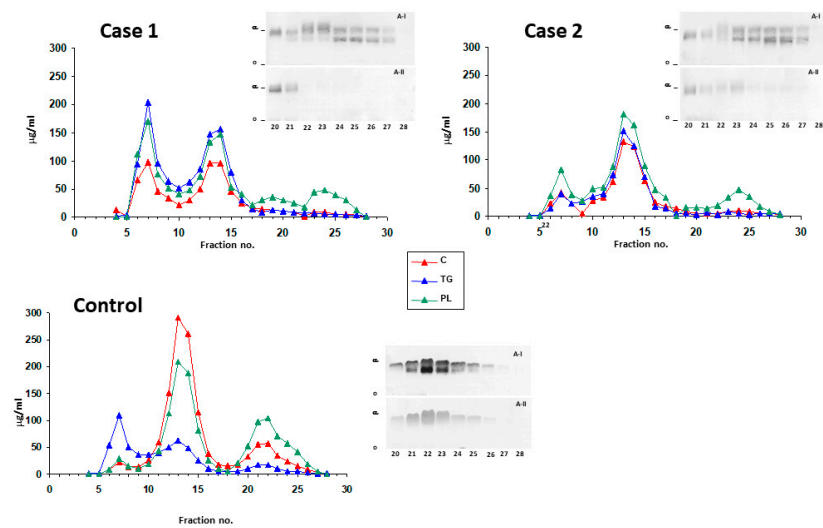 Case 1
A-I
β
o
A-II
β
o
20 21 22 23 24 25 26 27 28
300
250
200
150
100
50
0
µg/ml
0 5 10 15 20 25 30
Fraction no.
Case 2
A-I
β
o
A-II
β
o
20 21 22 23 24 25 26 27 28
300
250
200
150
100
50
0
µg/ml
0 5 22 10 15 20 25 30
Fraction no.
C
TG
PL
Control
300
250
200
150
100
50
0
µg/ml
0 5 10 15 20 25 30
Fraction no.
A-I
β
A-II
β
o
20 21 22 23 24 25 26 27 28